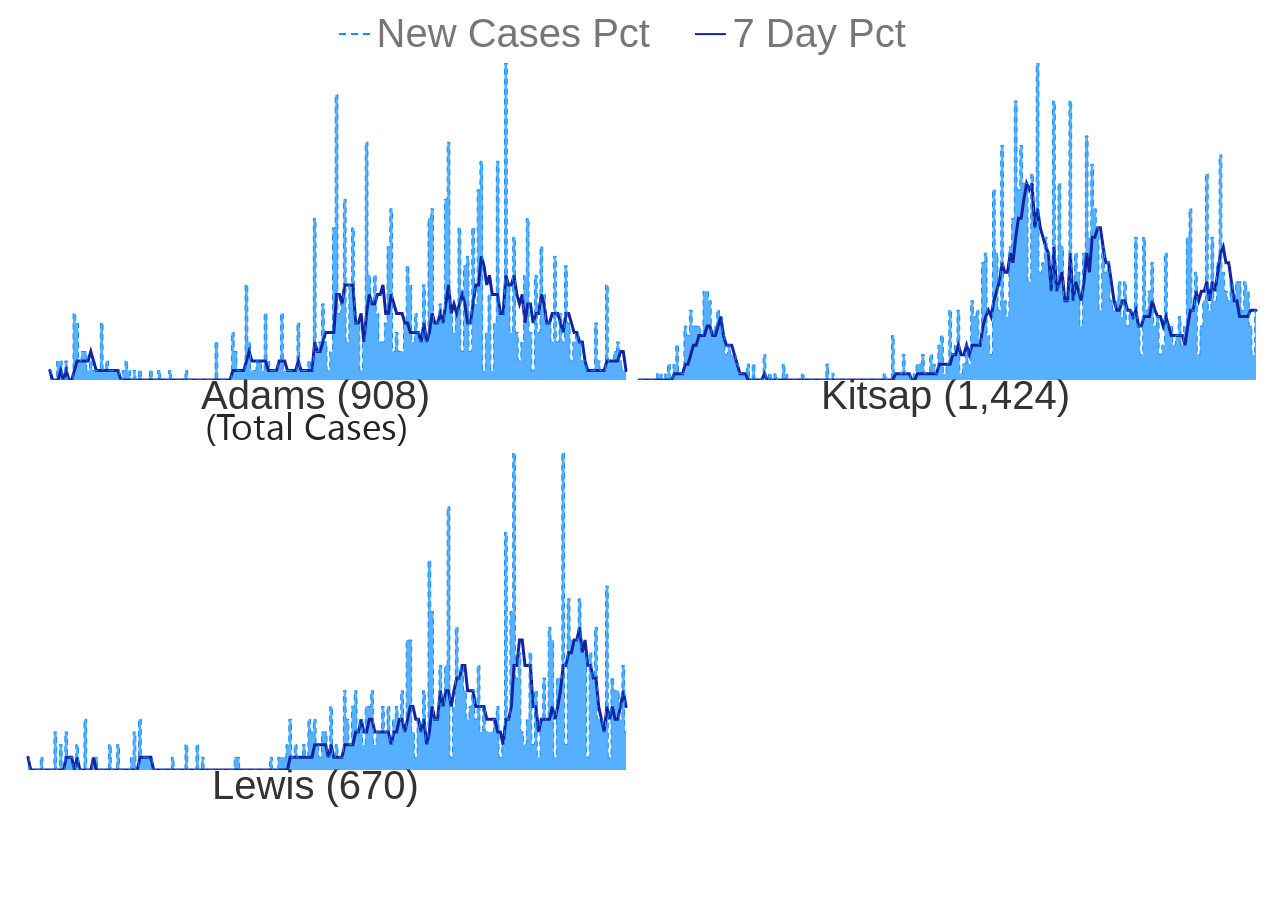 New Cases Pct 7 Day Pct
Adams (908)
(Total Cases)
Kitsap (1,424)
Lewis (670)